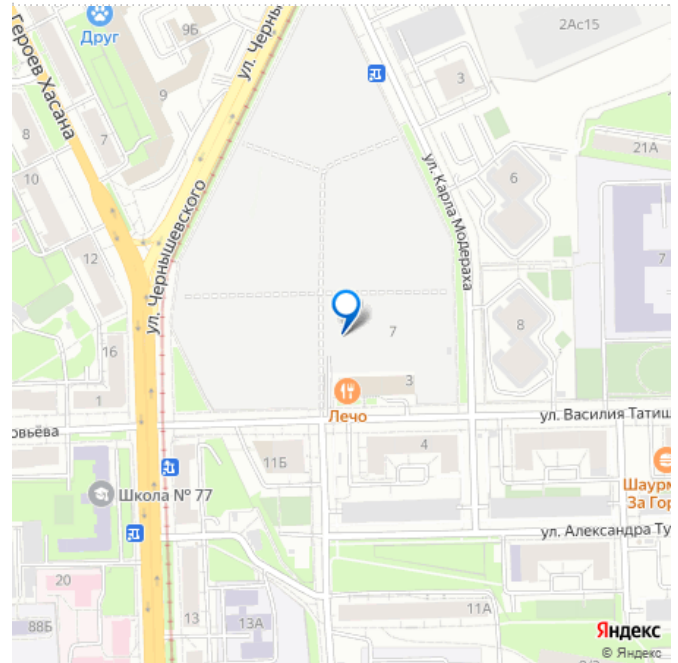 Героев Хасана
Друг
9Б
ул. Черны
2Ас15
9
3
8
7
21А
10
ул. Карла Модераха
6
ул. Чернышевского
12
7
7
8
16
3
1
Лечо
ул. Василия Татищ
овьёва
4
11Б
Шаурм
За Гор
Школа № 77
ул. Александра Ту
20
11А
13
13А
88Б
Яндекс
© Яндекс